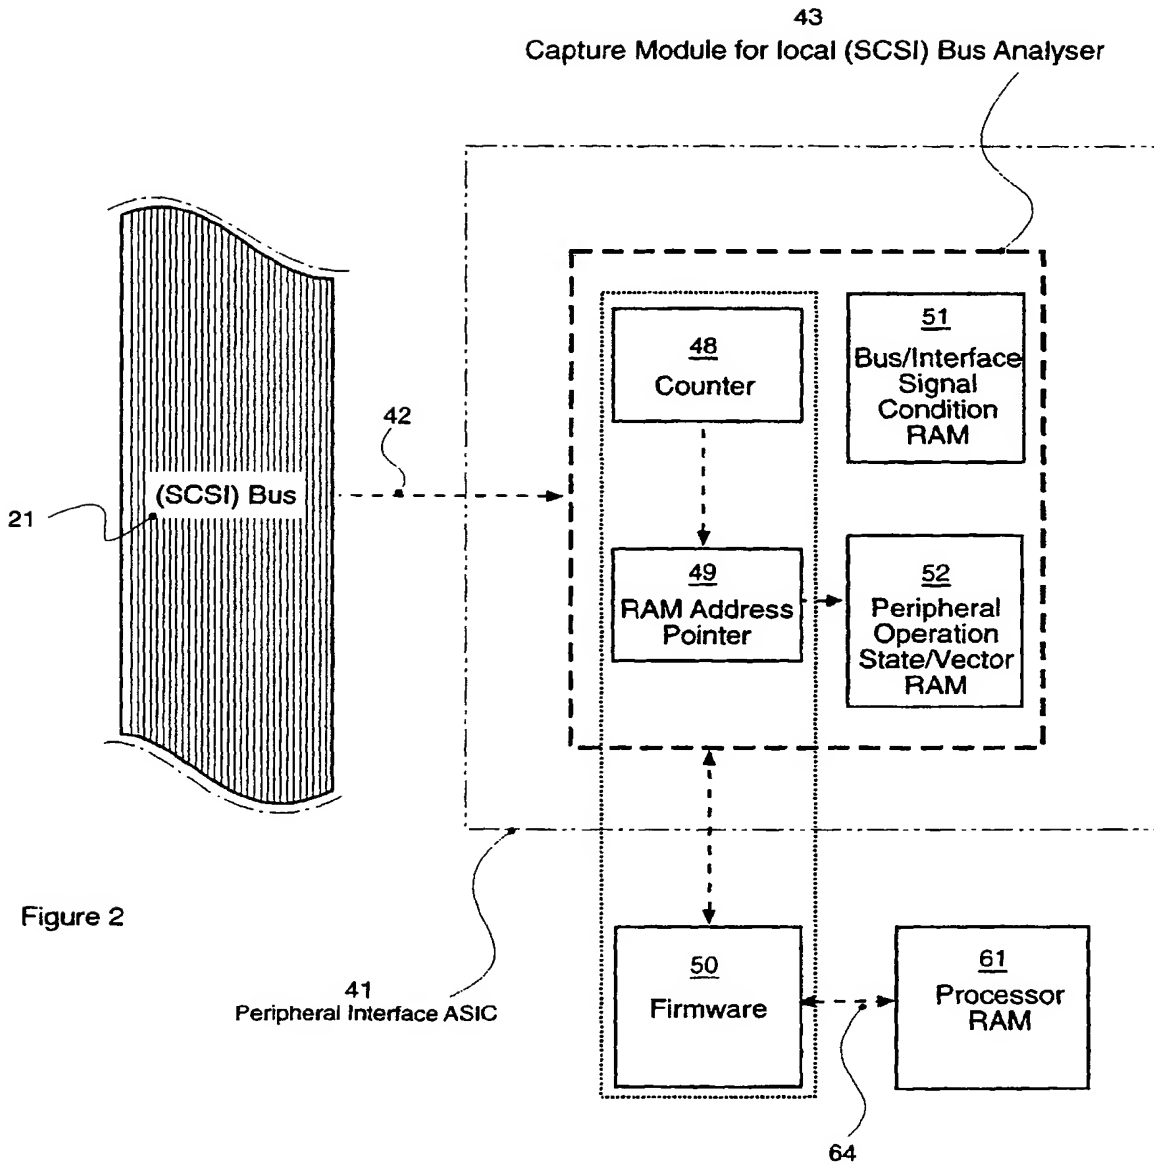 43
Capture Module for local (SCSI) Bus Analyser
48
Counter
51
Bus/Interface
Signal
Condition
RAM
42
(SCSI) Bus
21
49
RAM Address
Pointer
52
Peripheral
Operation
State/Vector
RAM
Figure 2
41
Peripheral Interface ASIC
50
Firmware
61
Processor
RAM
64